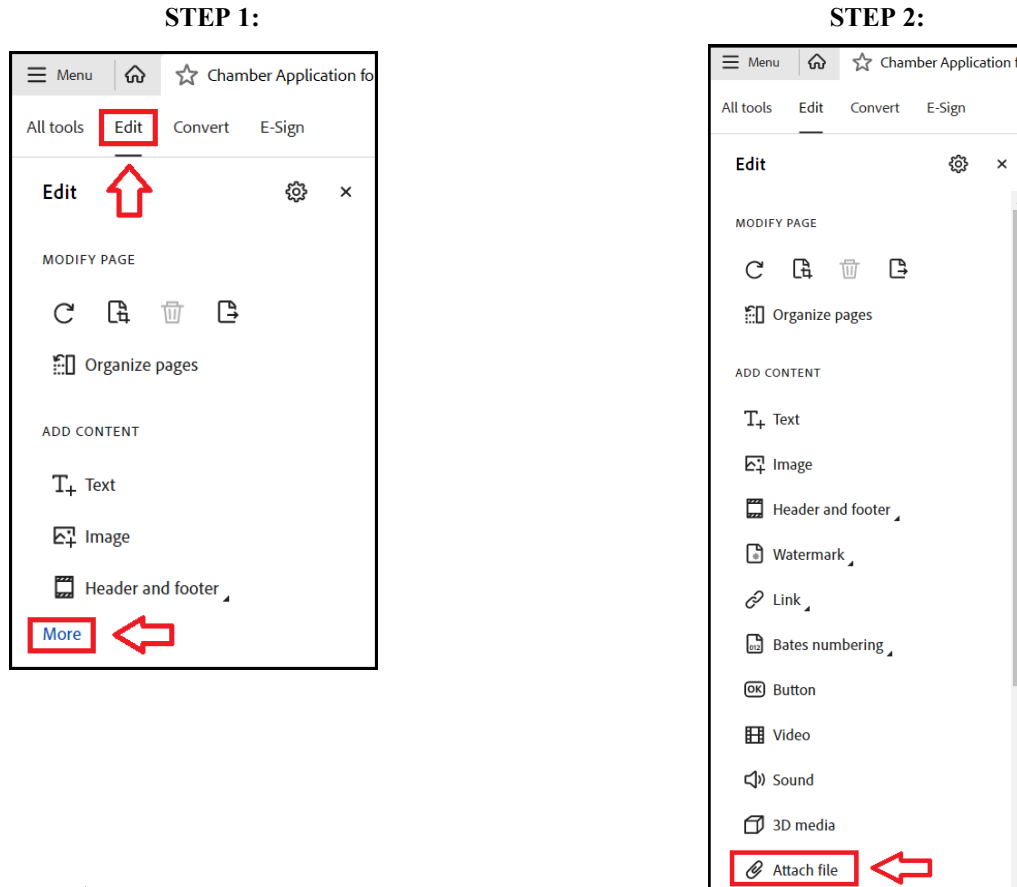 STEP 1:
Menu
Chamber Application fo
All tools Edit Convert E-Sign
Edit
MODIFY PAGE
Organize pages
ADD CONTENT
Text
Image
Header and footer
More
STEP 2:
Menu
Chamber Application f
All tools Edit Convert E-Sign
Edit
MODIFY PAGE
Organize pages
ADD CONTENT
Text
Image
Header and footer
Watermark
Link
012
Bates numbering
OK
Button
Video
Sound
3D media
Attach file